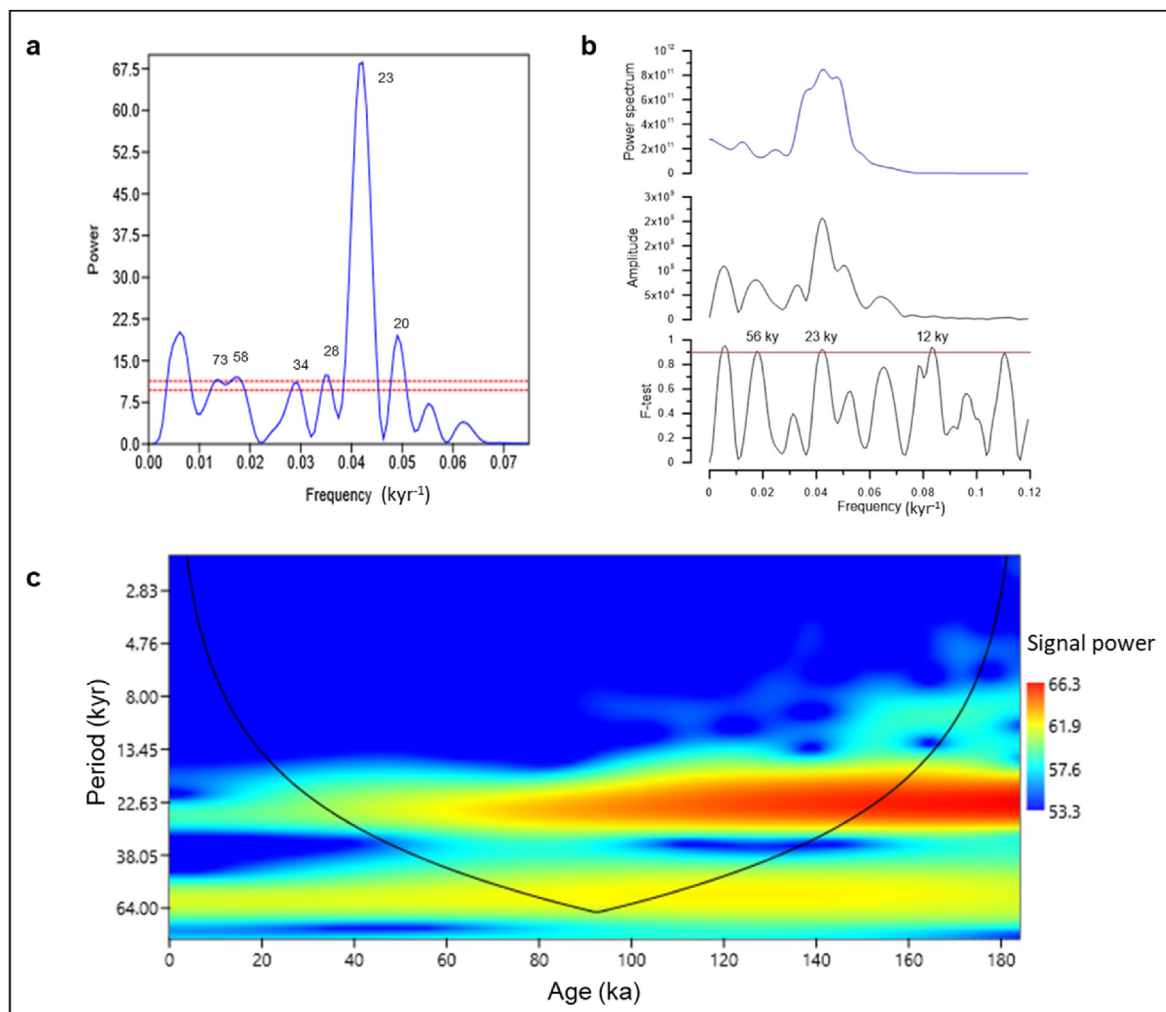 a
67.5
60.0
52.5
45.0
37.5
30.0
22.5
15.0
7.5
0.0
Power
23
73
58
34
28
20
0.00 0.01 0.02 0.03 0.04 0.05 0.06 0.07
Frequency (kyr⁻¹)
b
10¹²
8x10¹¹
6x10¹¹
4x10¹¹
2x10¹¹
0
Power spectrum
3x10⁵
2x10⁵
10⁵
5x10⁴
0
Amplitude
56 ky 23 ky 12 ky
1
0.8
0.6
0.4
0.2
0
F-test
0 0.02 0.04 0.06 0.08 0.1 0.12
Frequency (kyr⁻¹)
c
2.83
4.76
8.00
13.45
22.63
38.05
64.00
Period (kyr)
0 20 40 60 80 100 120 140 160 180
Age (ka)
Signal power
66.3
61.9
57.6
53.3